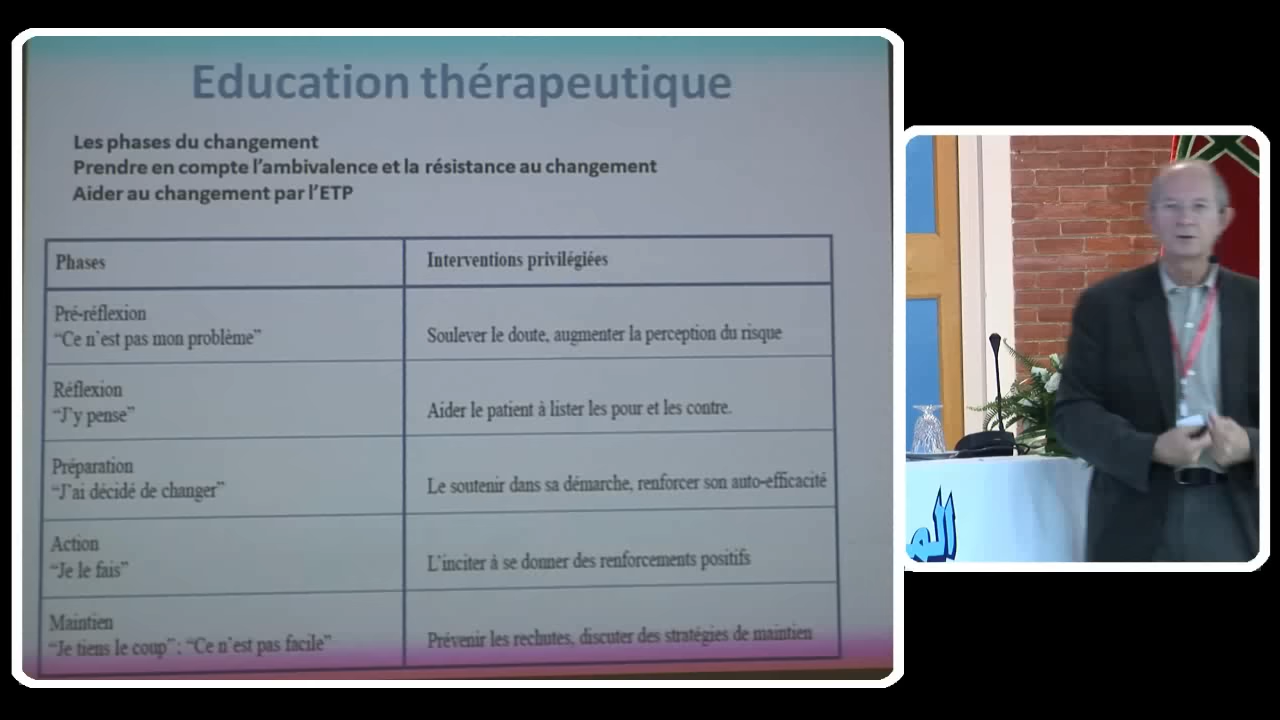 Education thérapeutique
Les phases du changement
Prendre en compte l’ambivalence et la résistance au changement
Aider au changement par l’ETP
Phases
Interventions privilégiées
Pré-réflexion
“Ce n’est pas mon problème”
Soulever le doute, augmenter la perception du risque
Réflexion
“J’y pense”
Aider le patient à lister les pour et les contre.
Préparation
“J’ai décidé de changer”
Le soutenir dans sa démarche, renforcer son auto-efficacité
Action
“Je le fais”
L’inciter à se donner des renforcements positifs
Maintien
“Je tiens le coup” ; “Ce n’est pas facile”
Prévenir les rechutes, discuter des stratégies de maintien